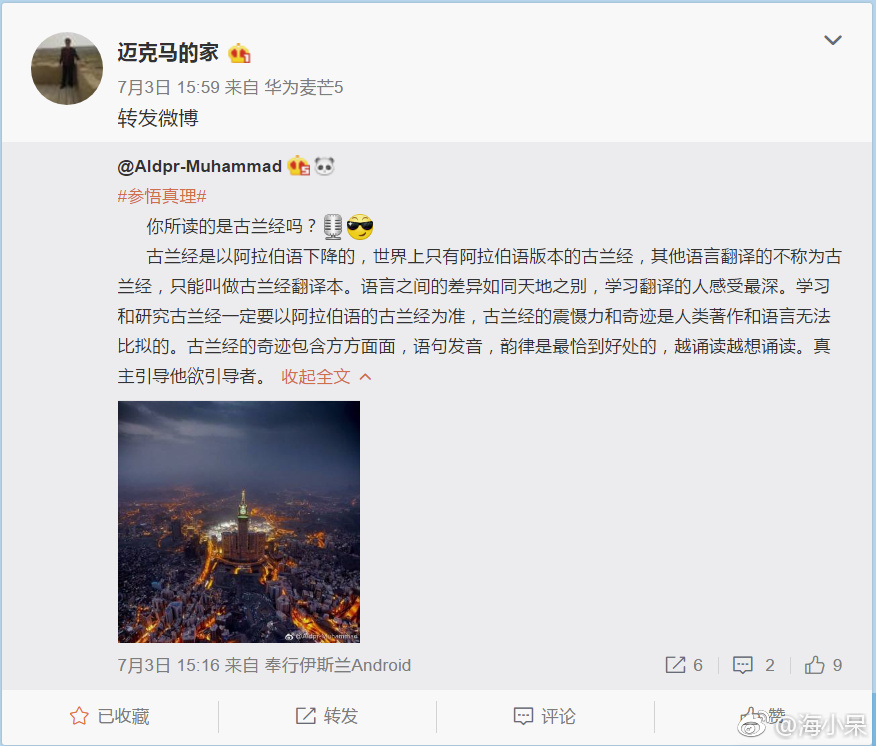 迈克马的家
7月3日 15:59 来自 华为麦芒5
转发微博
@Aldpr-Muhammad
#参悟真理#
你所读的是古兰经吗？
古兰经是以阿拉伯语下降的，世界上只有阿拉伯语版本的古兰经，其他语言翻译的不称为古
兰经，只能叫做古兰经翻译本。语言之间的差异如同天地之别，学习翻译的人感受最深。学习
和研究古兰经一定要以阿拉伯语的古兰经为准，古兰经的震慑力和奇迹是人类著作和语言无法
比拟的。古兰经的奇迹包含方方面面，语句发音，韵律是最恰到好处的，越诵读越想诵读。真
主引导他欲引导者。 收起全文
@Aldpr-Muhammad
7月3日 15:16 来自 奉行伊斯兰Android 6 2 9
已收藏 转发 评论 赞
@海小呆